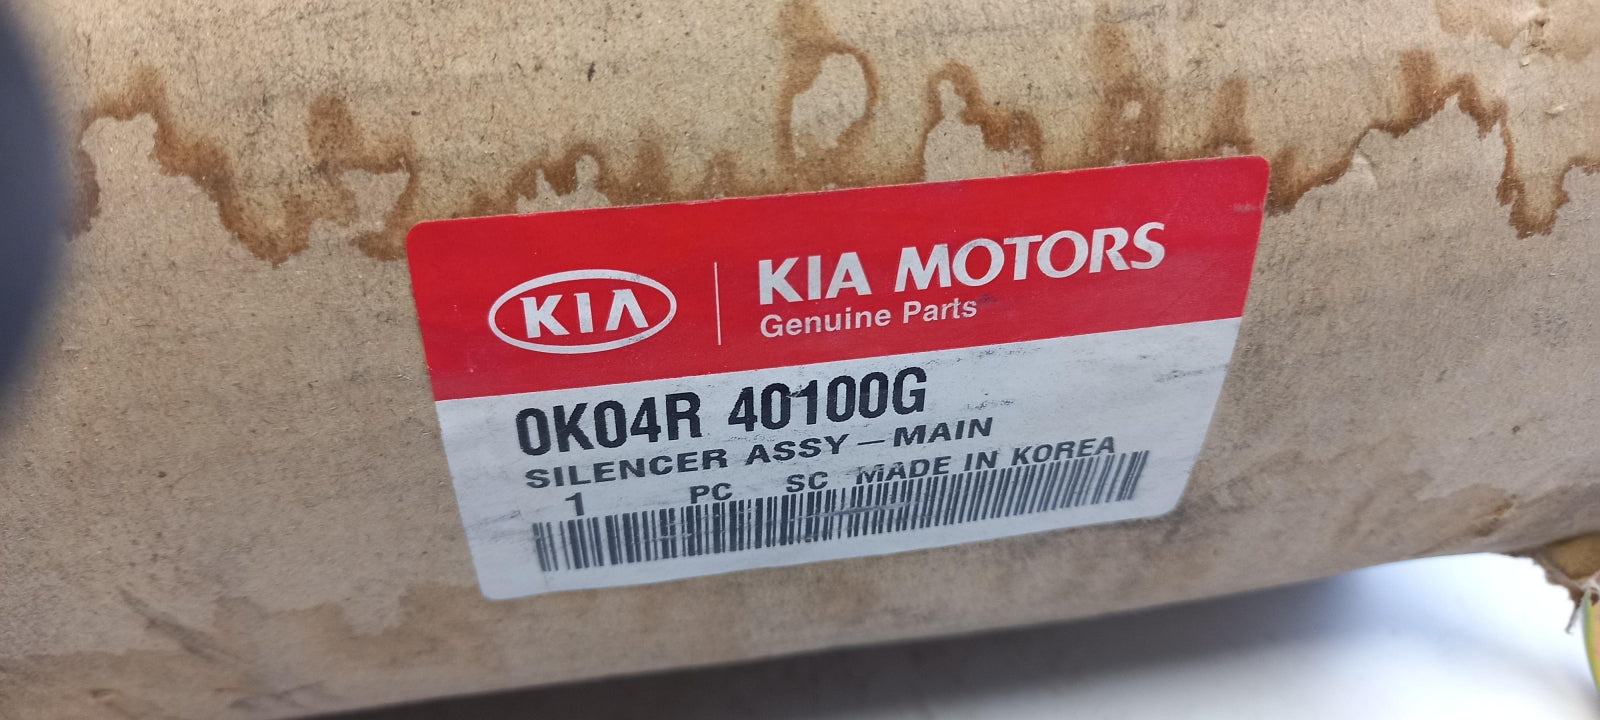 KIA
KIA MOTORS
Genuine Parts
0K04R 40100G
SILENCER ASSY-MAIN
1 PC SC MADE IN KOREA